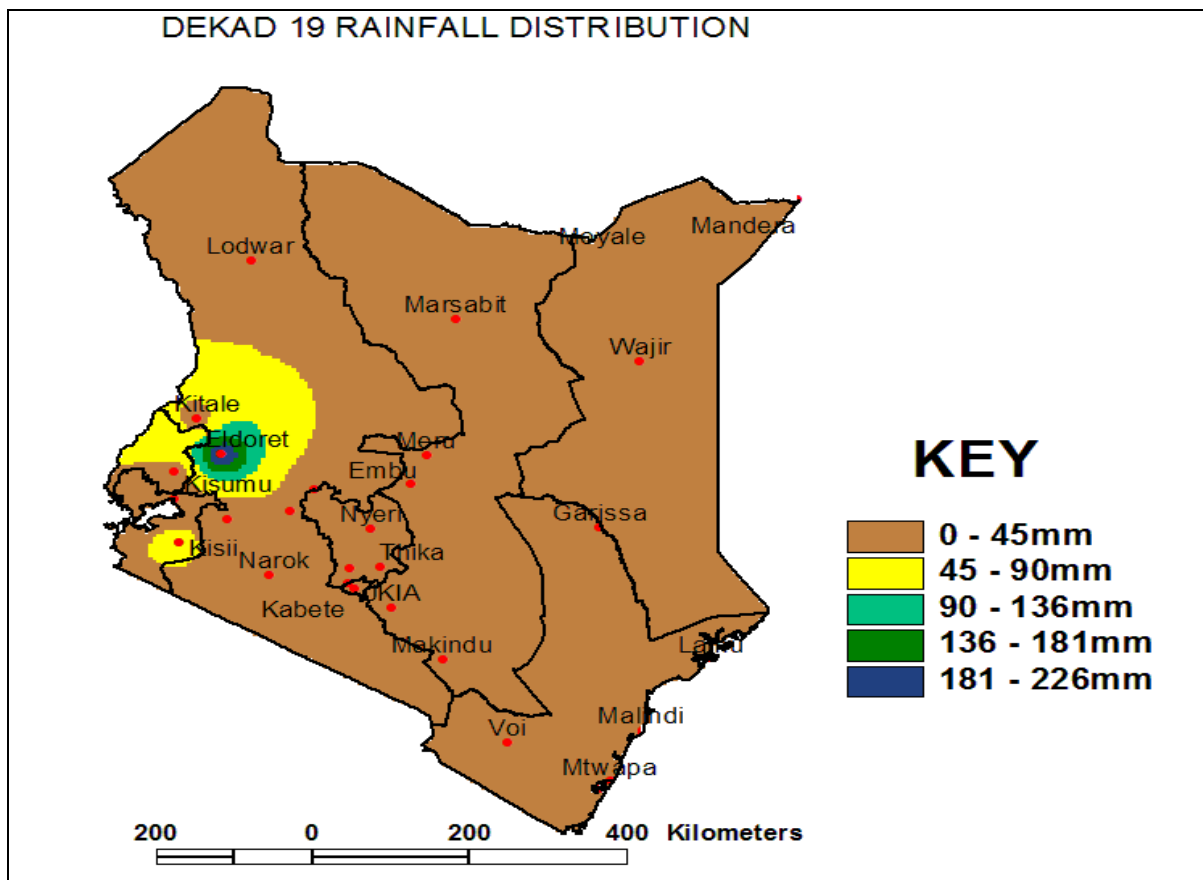 DEKAD 19 RAINFALL DISTRIBUTION
Mandera
Moyale
Lodwar
Marsabit
Wajir
Kitale
Eldoret
Meru
Embu
Kisumu
Nyeri
Garissa
Kisii
Thika
Narok
JKIA
Kabete
Makindu
Lamu
Malindi
Voi
Mtwapa
KEY
0 - 45mm
45 - 90mm
90 - 136mm
136 - 181mm
181 - 226mm
200 0 200 400 Kilometers